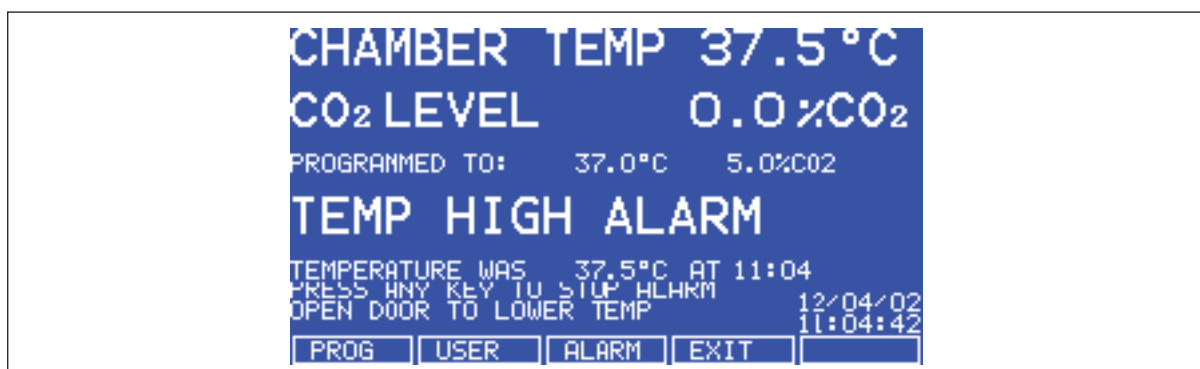 CHAMBER TEMP 37.5°C
CO₂ LEVEL 0.0%CO₂
PROGRANMED TO: 37.0°C 5.0%CO2
TEMP HIGH ALARM
TEMPERATURE WAS 37.5°C AT 11:04
PRESS ANY KEY TO STOP ALARM
OPEN DOOR TO LOWER TEMP
12/04/02
11:04:42
PROG USER ALARM EXIT